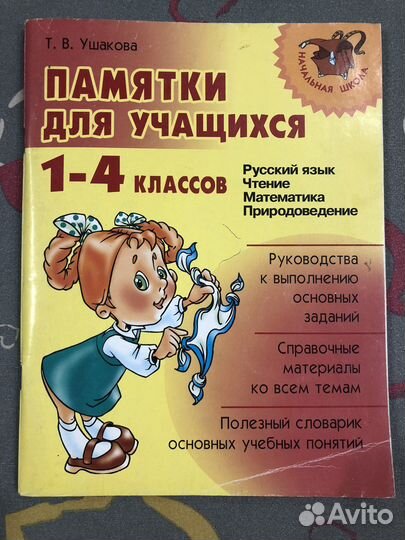 Т. В. Ушакова
НАЧАЛЬНАЯ ШКОЛА
ПАМЯТКИ
ДЛЯ УЧАЩИХСЯ
1-4 КЛАССОВ
Русский язык
Чтение
Математика
Природоведение
Руководства
к выполнению
основных
заданий
Справочные
материалы
ко всем темам
Полезный словарик
основных учебных понятий
Avito